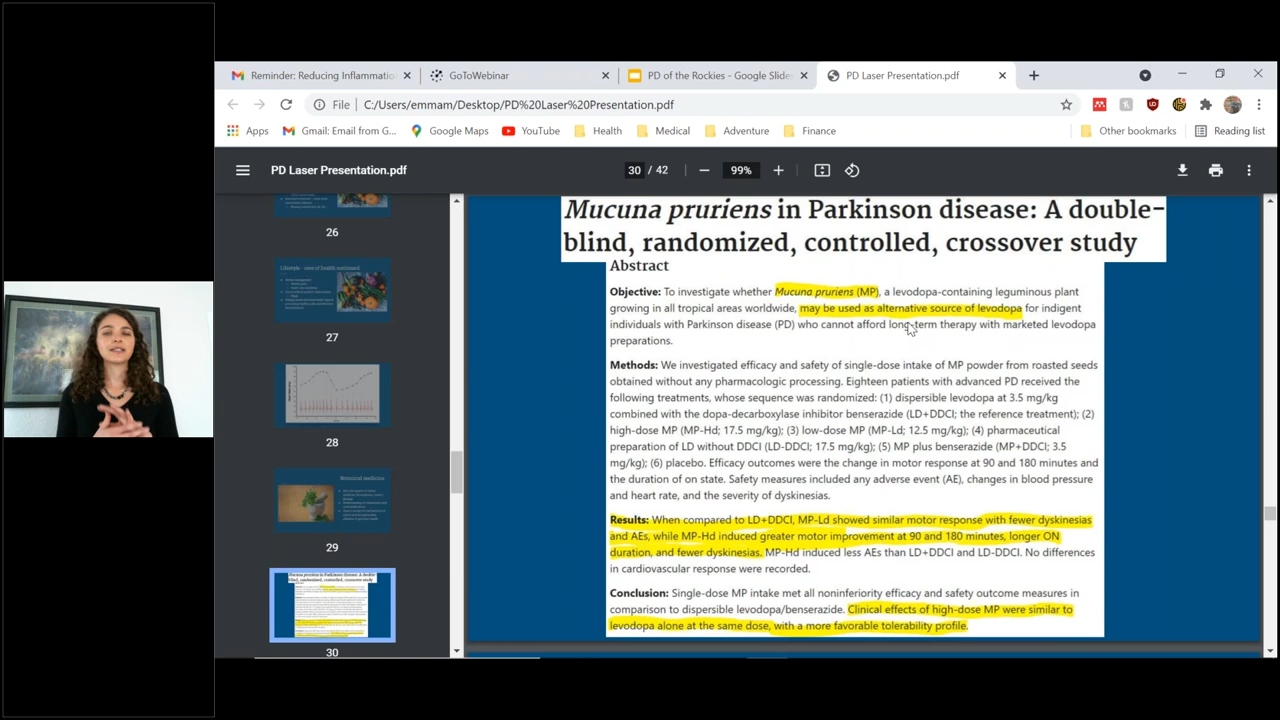 Reminder: Reducing Inflammatio
GoToWebinar
PD of the Rockies - Google Slides
PD Laser Presentation.pdf
File
C:/Users/emmam/Desktop/PD%20Laser%20Presentation.pdf
Apps
Gmail: Email from G...
Google Maps
YouTube
Health
Medical
Adventure
Finance
Other bookmarks
Reading list
PD Laser Presentation.pdf
30 / 42
99%
26
Lifestyle - core of health continued
27
28
Botanical medicine
29
30
Mucuna pruriens in Parkinson disease: A double-
blind, randomized, controlled, crossover study
Abstract
Objective: To investigate whether Mucuna pruriens (MP), a levodopa-containing leguminous plant
growing in all tropical areas worldwide, may be used as alternative source of levodopa for indigent
individuals with Parkinson disease (PD) who cannot afford long-term therapy with marketed levodopa
preparations.
Methods: We investigated efficacy and safety of single-dose intake of MP powder from roasted seeds
obtained without any pharmacologic processing. Eighteen patients with advanced PD received the
following treatments, whose sequence was randomized: (1) dispersible levodopa at 3.5 mg/kg
combined with the dopa-decarboxylase inhibitor benserazide (LD+DDCI; the reference treatment); (2)
high-dose MP (MP-Hd; 17.5 mg/kg); (3) low-dose MP (MP-Ld; 12.5 mg/kg); (4) pharmaceutical
preparation of LD without DDCI (LD-DDCI; 17.5 mg/kg); (5) MP plus benserazide (MP+DDCI; 3.5
mg/kg); (6) placebo. Efficacy outcomes were the change in motor response at 90 and 180 minutes and
the duration of on state. Safety measures included any adverse event (AE), changes in blood pressure
and heart rate, and the severity of dyskinesias.
Results: When compared to LD+DDCI, MP-Ld showed similar motor response with fewer dyskinesias
and AEs, while MP-Hd induced greater motor improvement at 90 and 180 minutes, longer ON
duration, and fewer dyskinesias. MP-Hd induced less AEs than LD+DDCI and LD-DDCI. No differences
in cardiovascular response were recorded.
Conclusion: Single-dose MP intake met all noninferiority efficacy and safety outcome measures in
comparison to dispersible levodopa/benserazide. Clinical effects of high-dose MP were similar to
levodopa alone at the same dose, with a more favorable tolerability profile.